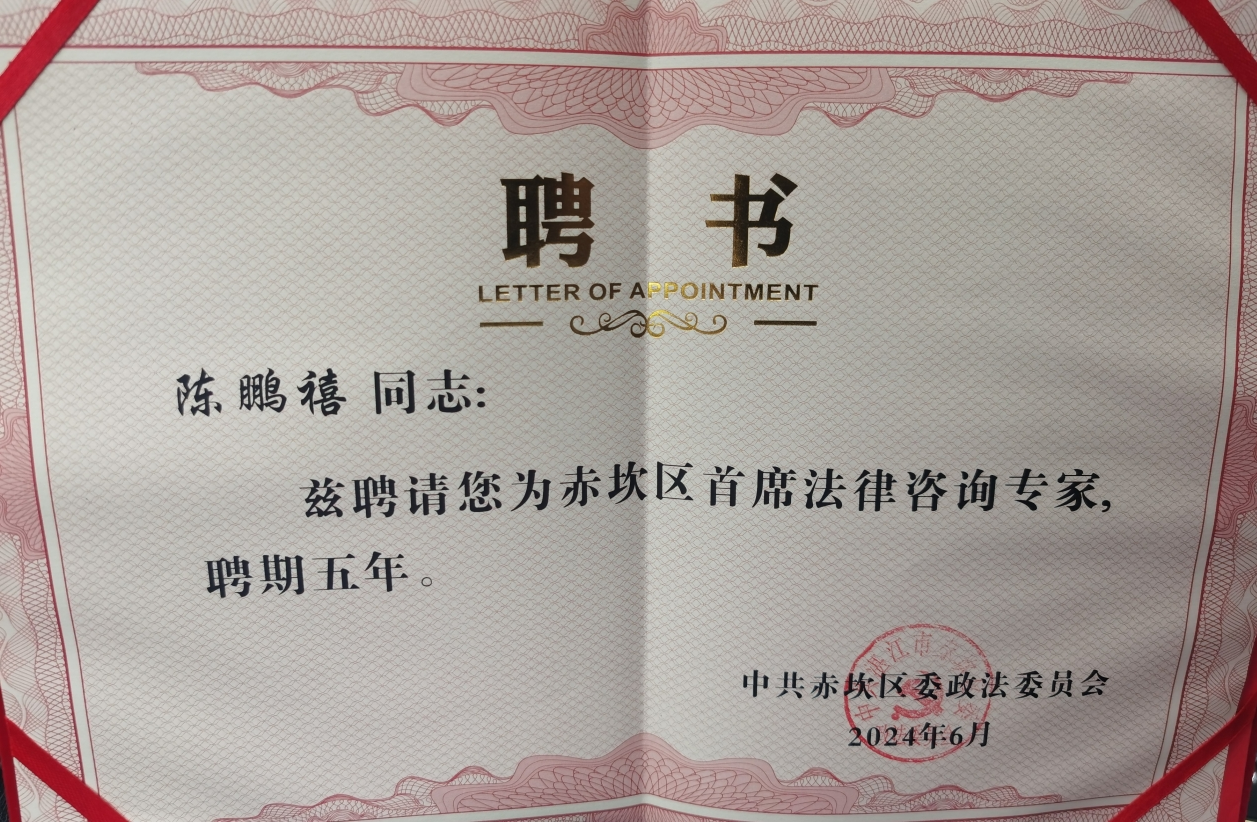 聘 书
LETTER OF APPOINTMENT
陈鹏禧 同志:
兹聘请您为赤坎区首席法律咨询专家,
聘期五年。
中共赤坎区委政法委员会
2024年6月